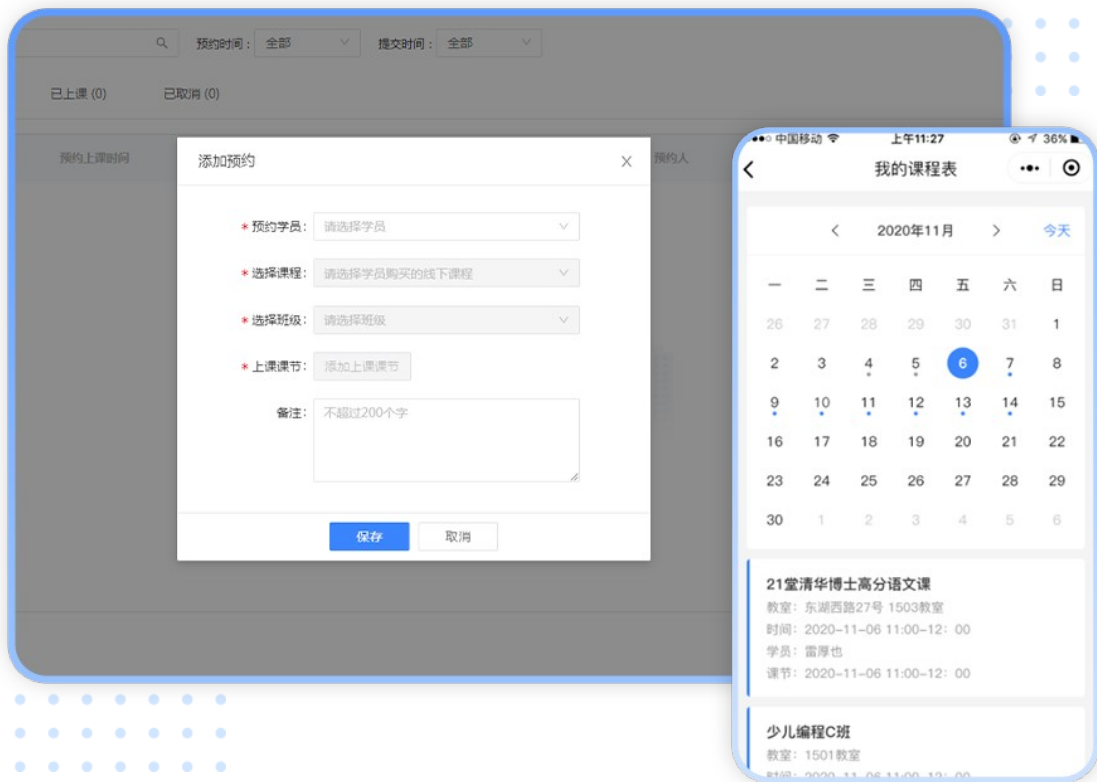 预约时间： 全部 提交时间： 全部
已上课 (0) 已取消 (0)
预约上课时间 预约人
添加预约
* 预约学员： 请选择学员
* 选择课程： 请选择学员购买的线下课程
* 选择班级： 请选择班级
* 上课课节： 添加上课课节
备注： 不超过200个字
保存 取消
中国移动 上午11:27 36%
我的课程表
2020年11月 今天
一 二 三 四 五 六 日
26 27 28 29 30 31 1
2 3 4 5 6 7 8
9 10 11 12 13 14 15
16 17 18 19 20 21 22
23 24 25 26 27 28 29
30 1 2 3 4 5 6
21堂清华博士高分语文课
教室：东湖西路27号 1503教室
时间：2020-11-06 11:00-12：00
学员：雷厚也
课节：2020-11-06 11:00-12：00
少儿编程C班
教室：1501教室
时间：2020-11-06 11:00-12：00